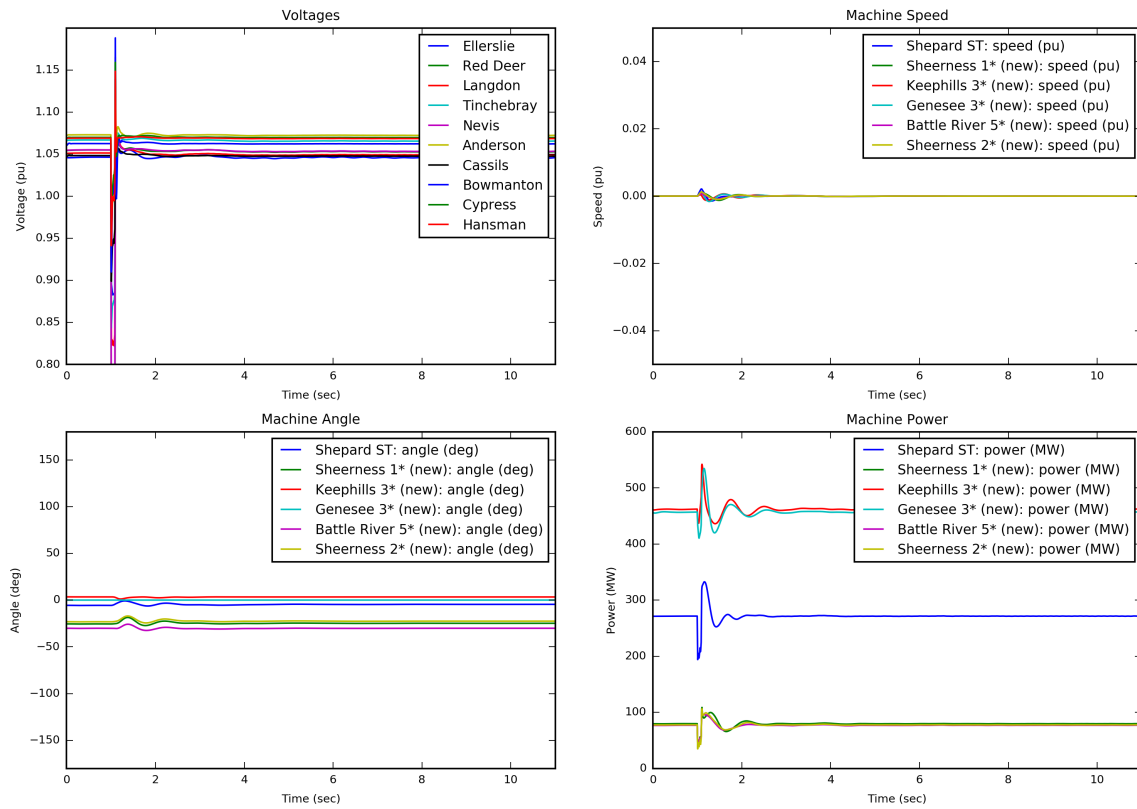 Voltages
1.15
1.10
1.05
1.00
0.95
0.90
0.85
0.80
Voltage (pu)
0 2 4 6 8 10
Time (sec)
Ellerslie
Red Deer
Langdon
Tinchebray
Nevis
Anderson
Cassils
Bowmanton
Cypress
Hansman
Machine Speed
0.04
0.02
0.00
−0.02
−0.04
Speed (pu)
0 2 4 6 8 10
Time (sec)
Shepard ST: speed (pu)
Sheerness 1* (new): speed (pu)
Keephills 3* (new): speed (pu)
Genesee 3* (new): speed (pu)
Battle River 5* (new): speed (pu)
Sheerness 2* (new): speed (pu)
Machine Angle
150
100
50
0
−50
−100
−150
Angle (deg)
0 2 4 6 8 10
Time (sec)
Shepard ST: angle (deg)
Sheerness 1* (new): angle (deg)
Keephills 3* (new): angle (deg)
Genesee 3* (new): angle (deg)
Battle River 5* (new): angle (deg)
Sheerness 2* (new): angle (deg)
Machine Power
600
500
400
300
200
100
0
Power (MW)
0 2 4 6 8 10
Time (sec)
Shepard ST: power (MW)
Sheerness 1* (new): power (MW)
Keephills 3* (new): power (MW)
Genesee 3* (new): power (MW)
Battle River 5* (new): power (MW)
Sheerness 2* (new): power (MW)